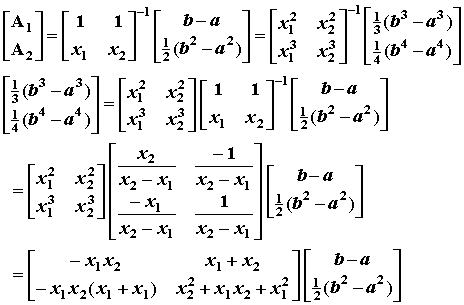 \begin{bmatrix} A_1 \\ A_2 \end{bmatrix} = \begin{bmatrix} 1 & 1 \\ x_1 & x_2 \end{bmatrix}^{-1} \begin{bmatrix} b-a \\ \frac{1}{2}(b^2-a^2) \end{bmatrix} = \begin{bmatrix} x_1^2 & x_2^2 \\ x_1^3 & x_2^3 \end{bmatrix}^{-1} \begin{bmatrix} \frac{1}{3}(b^3-a^3) \\ \frac{1}{4}(b^4-a^4) \end{bmatrix}
\begin{bmatrix} \frac{1}{3}(b^3-a^3) \\ \frac{1}{4}(b^4-a^4) \end{bmatrix} = \begin{bmatrix} x_1^2 & x_2^2 \\ x_1^3 & x_2^3 \end{bmatrix} \begin{bmatrix} 1 & 1 \\ x_1 & x_2 \end{bmatrix}^{-1} \begin{bmatrix} b-a \\ \frac{1}{2}(b^2-a^2) \end{bmatrix}
= \begin{bmatrix} x_1^2 & x_2^2 \\ x_1^3 & x_2^3 \end{bmatrix} \begin{bmatrix} \frac{x_2}{x_2-x_1} & \frac{-1}{x_2-x_1} \\ \frac{-x_1}{x_2-x_1} & \frac{1}{x_2-x_1} \end{bmatrix} \begin{bmatrix} b-a \\ \frac{1}{2}(b^2-a^2) \end{bmatrix}
= \begin{bmatrix} -x_1x_2 & x_1+x_2 \\ -x_1x_2(x_1+x_1) & x_2^2+x_1x_2+x_1^2 \end{bmatrix} \begin{bmatrix} b-a \\ \frac{1}{2}(b^2-a^2) \end{bmatrix}